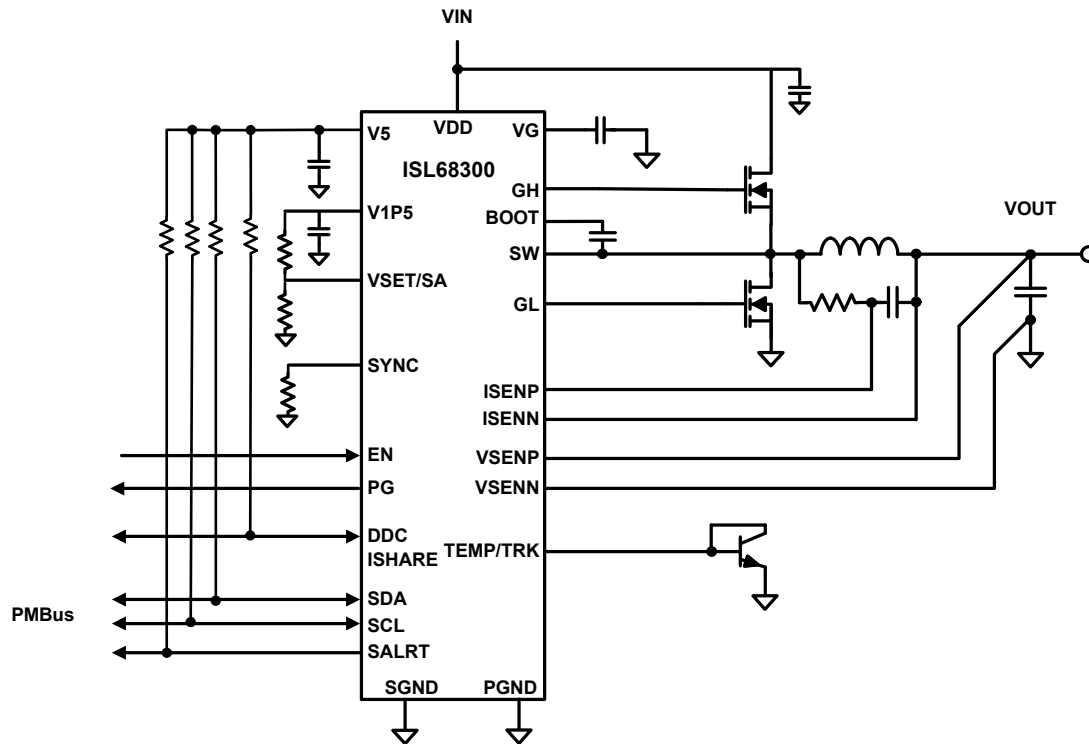 VIN
V5
VDD
VG
ISL68300
GH
V1P5
BOOT
VOUT
SW
VSET/SA
GL
SYNC
ISENP
ISENN
EN
VSENP
PG
VSENN
DDC
ISHARE
TEMP/TRK
SDA
PMBus
SCL
SALRT
SGND
PGND